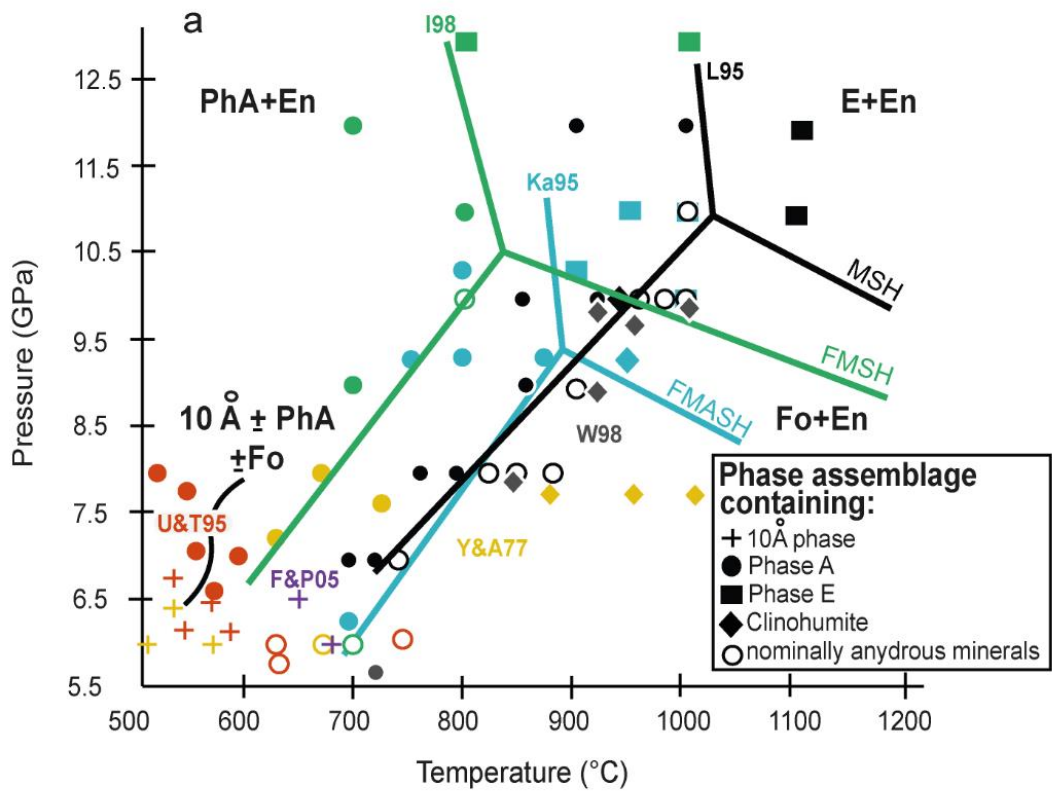 a
I98
L95
12.5
PhA+En
E+En
11.5
Ka95
10.5
MSH
9.5
FMSH
Pressure (GPa)
10 Å ± PhA
±Fo
8.5
FMASH
Fo+En
W98
7.5
U&T95
Y&A77
F&P05
6.5
5.5
Phase assemblage
containing:
10Å phase
Phase A
Phase E
Clinohumite
nominally anydrous minerals
500 600 700 800 900 1000 1100 1200
Temperature (°C)